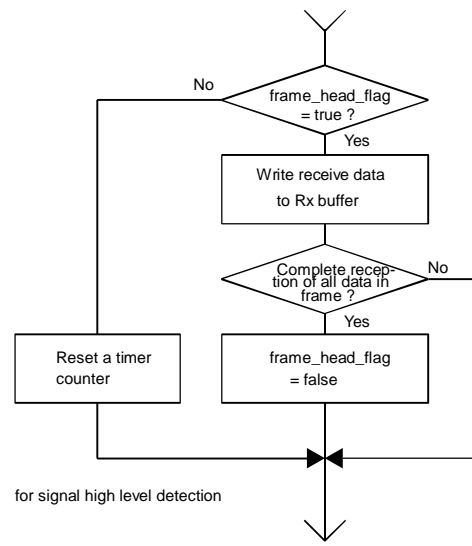 No
frame_head_flag
= true ?
Yes
Write receive data
to Rx buffer
Complete recep-
tion of all data in
frame ?
No
Yes
Reset a timer
counter
frame_head_flag
= false
for signal high level detection